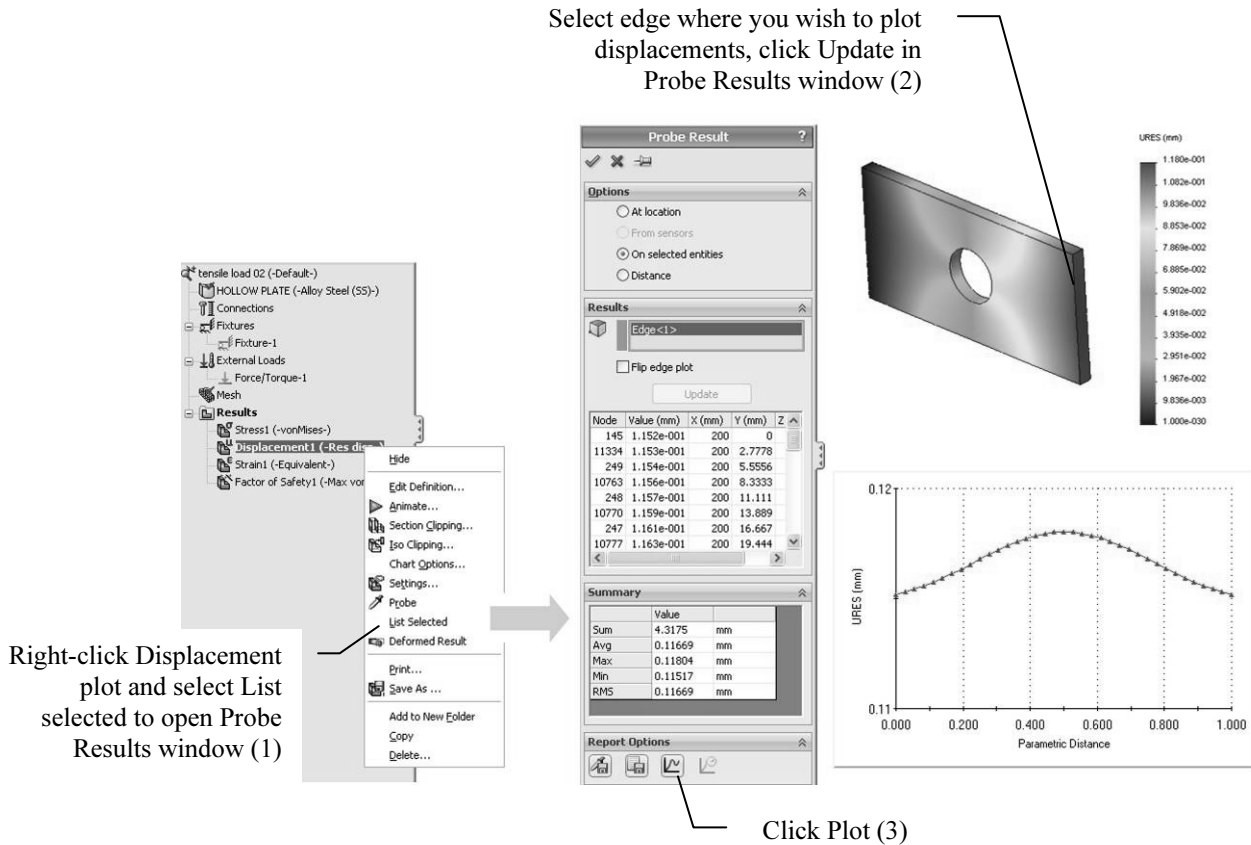 Select edge where you wish to plot
displacements, click Update in
Probe Results window (2)
tensile load 02 (-Default-)
HOLLOW PLATE (-Alloy Steel (SS)-)
Connections
Fixtures
Fixture-1
External Loads
Force/Torque-1
Mesh
Results
Stress1 (-vonMises-)
Displacement1 (-Res disp-)
Strain1 (-Equivalent-)
Factor of Safety1 (-Max von
Hide
Edit Definition...
Animate...
Section Clipping...
Iso Clipping...
Chart Options...
Settings...
Probe
List Selected
Deformed Result
Print...
Save As ...
Add to New Folder
Copy
Delete...
Right-click Displacement
plot and select List
selected to open Probe
Results window (1)
Probe Result ?
Options
At location
From sensors
On selected entities
Distance
Results
Edge<1>
Flip edge plot
Update
Node Value (mm) X (mm) Y (mm) Z
145 1.152e-001 200 0
11334 1.153e-001 200 2.7778
249 1.154e-001 200 5.5556
10763 1.156e-001 200 8.3333
248 1.157e-001 200 11.111
10770 1.159e-001 200 13.889
247 1.161e-001 200 16.667
10777 1.163e-001 200 19.444
Summary
Value
Sum 4.3175 mm
Avg 0.11669 mm
Max 0.11804 mm
Min 0.11517 mm
RMS 0.11669 mm
Report Options
Click Plot (3)
URES (mm)
1.180e-001
1.082e-001
9.836e-002
8.853e-002
7.869e-002
6.885e-002
5.902e-002
4.918e-002
3.935e-002
2.951e-002
1.967e-002
9.836e-003
1.000e-030
0.12
URES (mm)
0.11
0.000 0.200 0.400 0.600 0.800 1.000
Parametric Distance